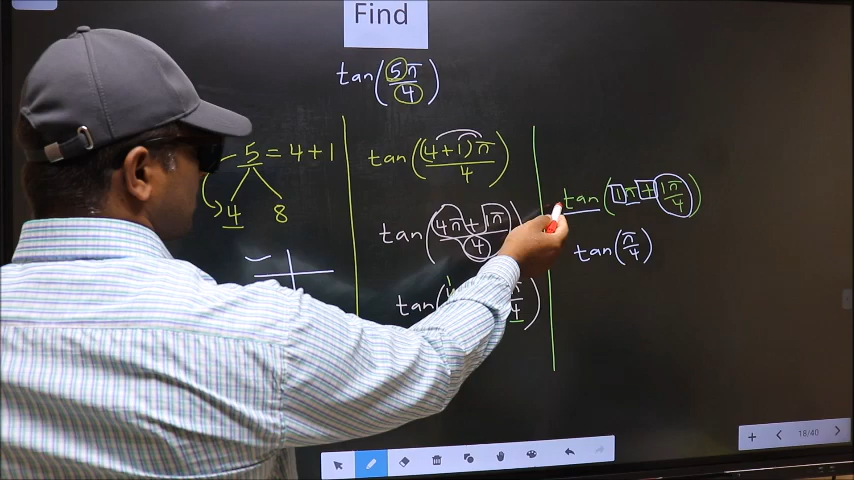 Find
tan(5π/4)
5 = 4 + 1
4 8
tan((4+1)π/4)
tan((4π + 1π)/4)
tan(
π/4)
tan(1π + 1π/4)
tan(π/4)
18/40